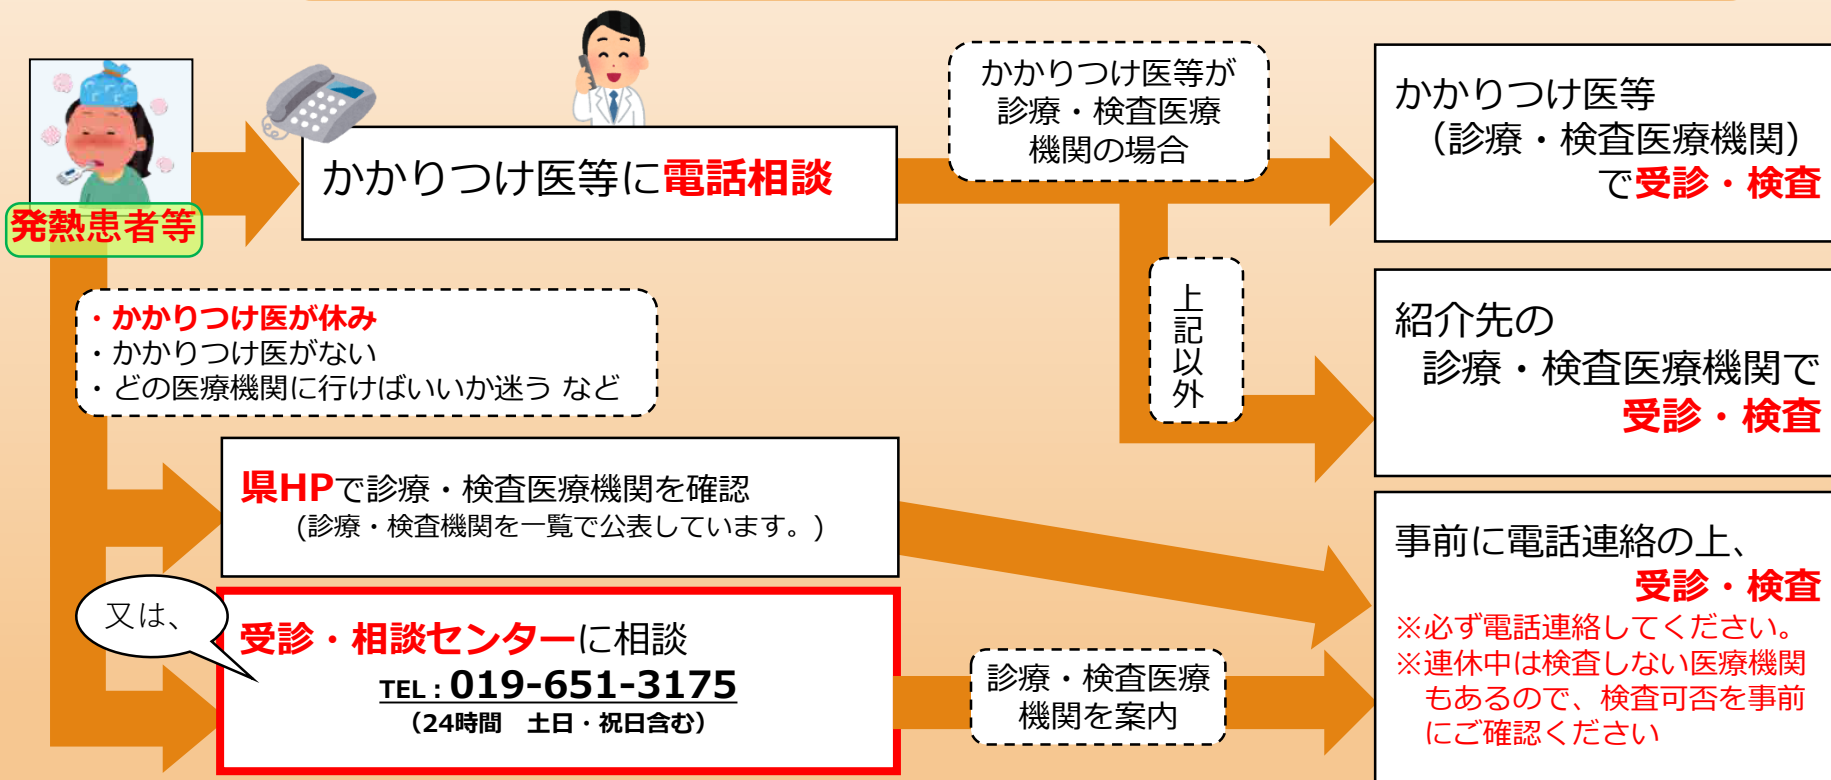 発熱患者等
かかりつけ医等に電話相談
かかりつけ医等が
診療・検査医療
機関の場合
かかりつけ医等
（診療・検査医療機関）
で受診・検査
上記以外
紹介先の
診療・検査医療機関で
受診・検査
・かかりつけ医が休み
・かかりつけ医がない
・どの医療機関に行けばいいか迷う など
県HPで診療・検査医療機関を確認
(診療・検査機関を一覧で公表しています。)
又は、
受診・相談センターに相談
TEL：019-651-3175
（24時間　土日・祝日含む）
診療・検査医療
機関を案内
事前に電話連絡の上、
受診・検査
※必ず電話連絡してください。
※連休中は検査しない医療機関
もあるので、検査可否を事前
にご確認ください